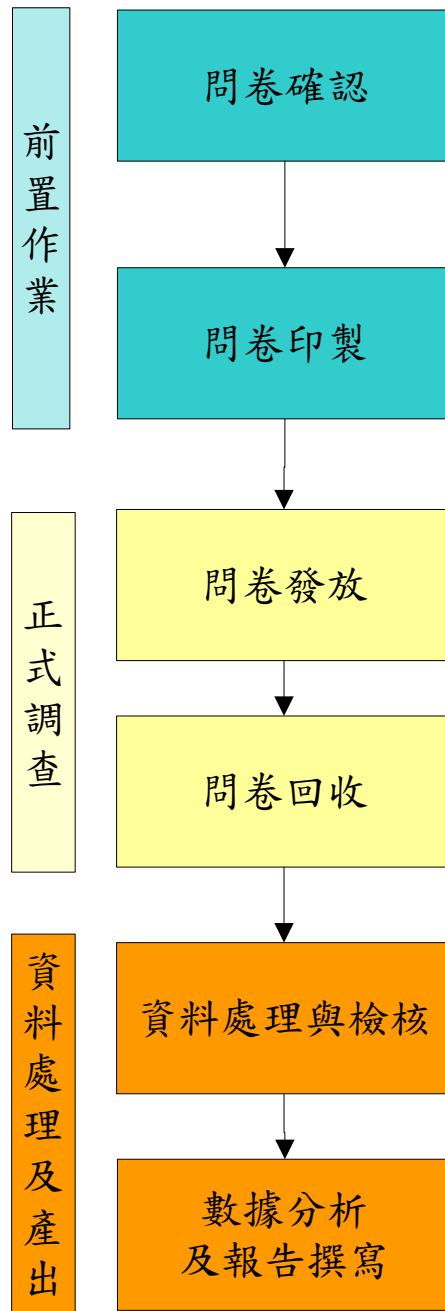 前置作業
問卷確認
問卷印製
正式調查
問卷發放
問卷回收
資料處理及產出
資料處理與檢核
數據分析
及報告撰寫